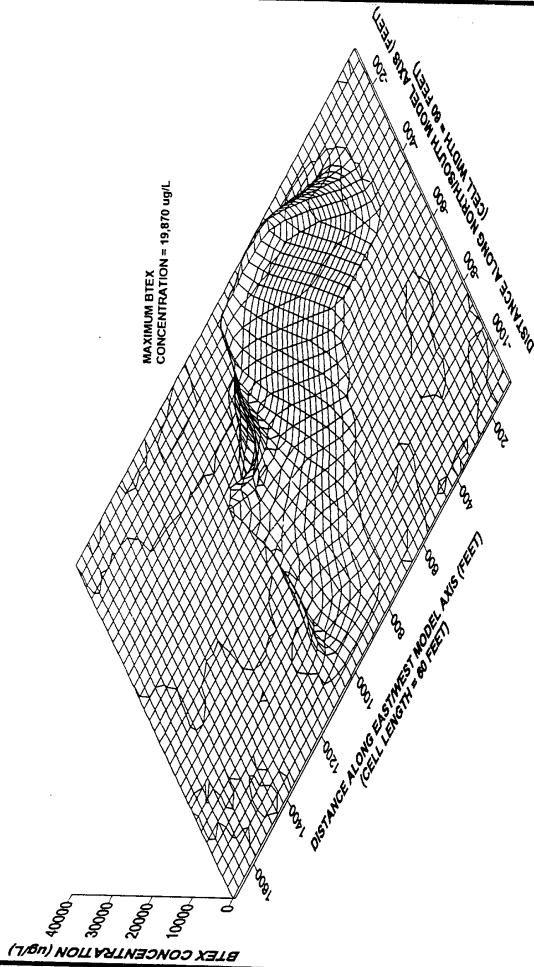 MAXIMUM BTEX
CONCENTRATION = 19,870 ug/L
BTEX CONCENTRATION (ug/L)
40000
30000
20000
10000
0
1600
1400
1200
1000
800
600
400
200
DISTANCE ALONG EAST/WEST MODEL AXIS (FEET)
(CELL LENGTH = 60 FEET)
-200
-400
-600
-800
-1000
DISTANCE ALONG NORTH/SOUTH MODEL AXIS (FEET)
(CELL WIDTH = 60 FEET)